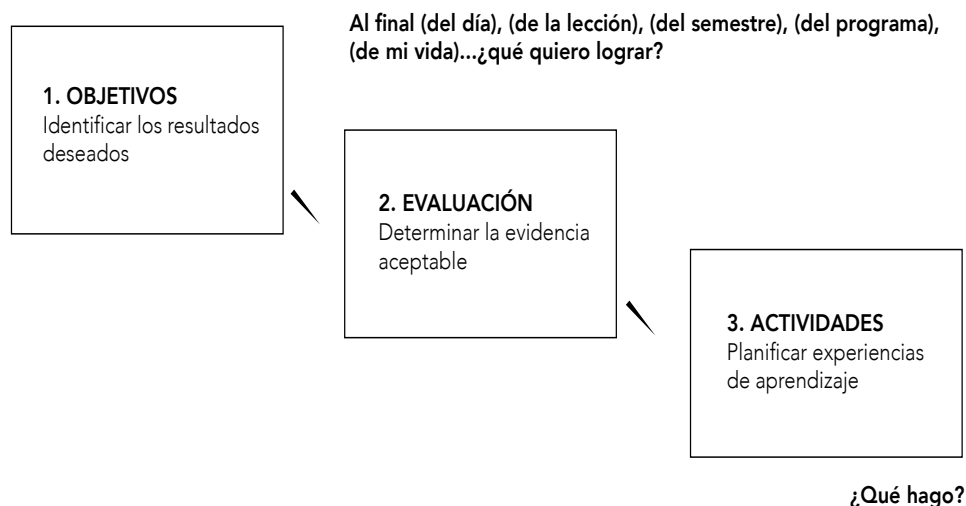 Al final (del día), (de la lección), (del semestre), (del programa),
(de mi vida)...¿qué quiero lograr?
1. OBJETIVOS
Identificar los resultados
deseados
2. EVALUACIÓN
Determinar la evidencia
aceptable
3. ACTIVIDADES
Planificar experiencias
de aprendizaje
¿Qué hago?